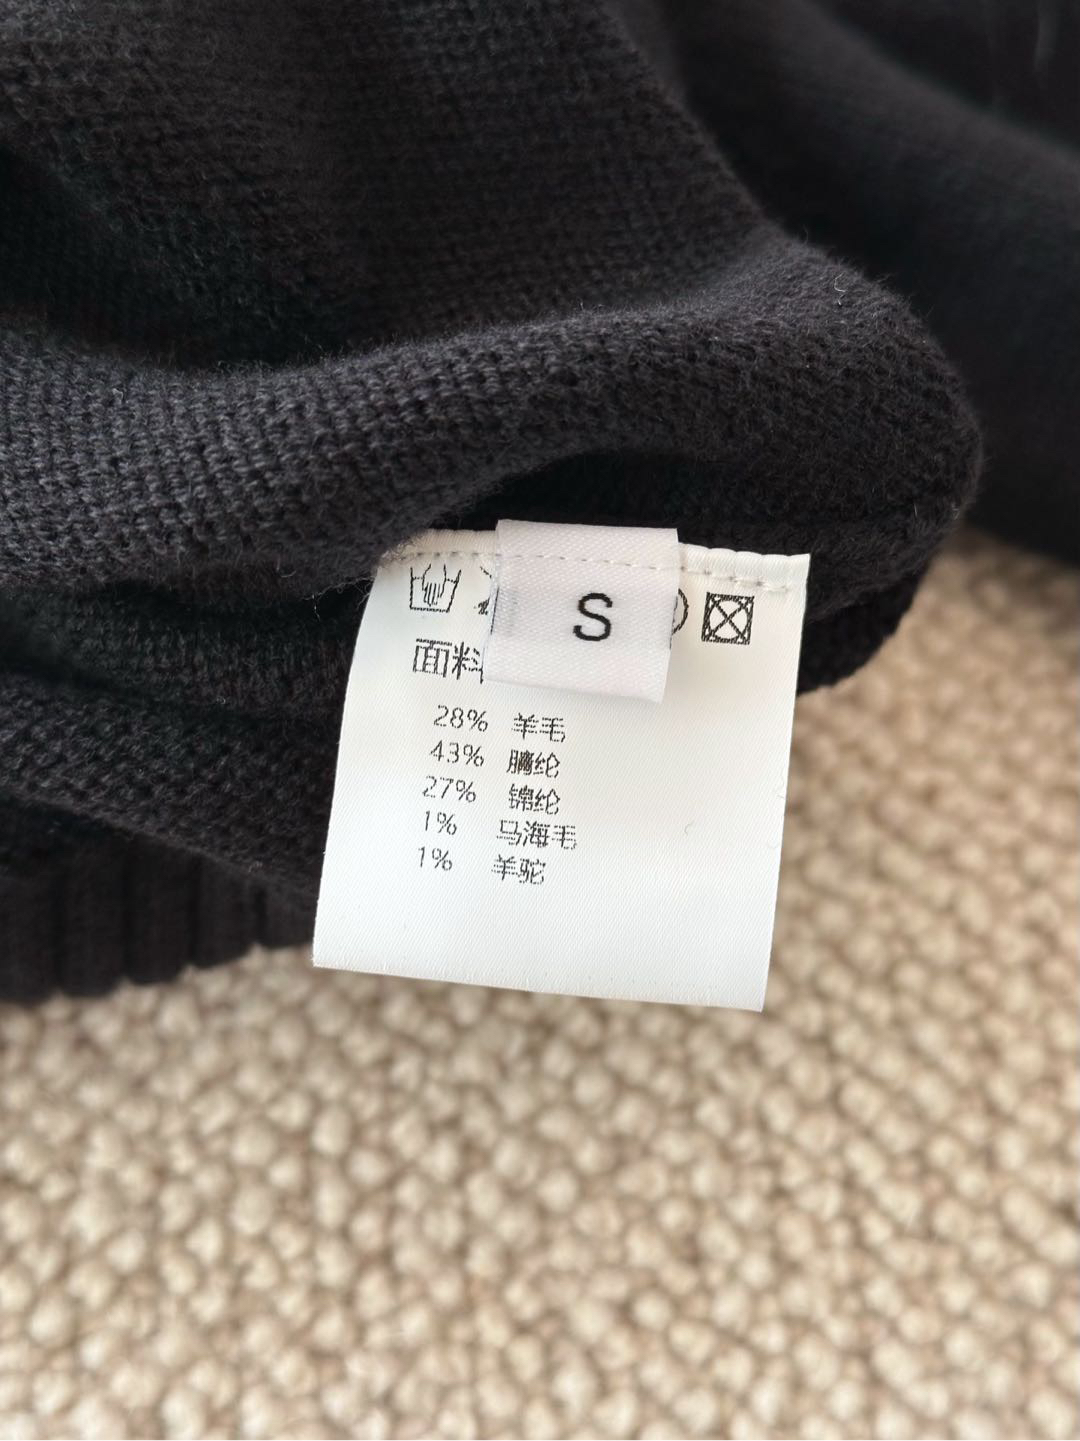 S
面料
28% 羊毛
43% 腈纶
27% 锦纶
1% 马海毛
1% 羊驼